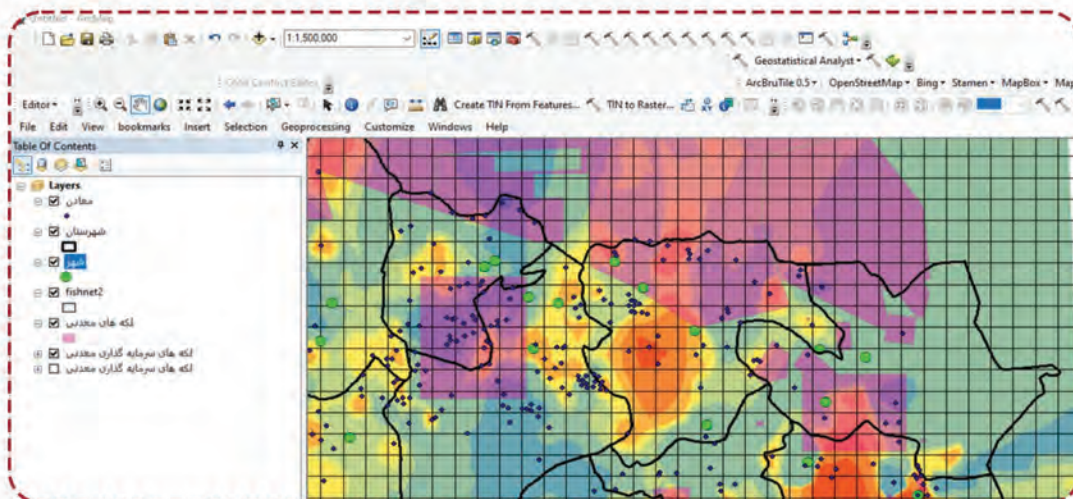 Untitled - ArcMap
1:1,500,000
Geostatistical Analyst
ArcBruTile 0.5 OpenStreetMap Bing Stamen MapBox Map
Editor Create TIN From Features... TIN to Raster...
File Edit View bookmarks Insert Selection Geoprocessing Customize Windows Help
Table Of Contents
Layers
معادن
شهرستان
شهر
fishnet2
لکه های معدنی
لکه های سرمایه گذاری معدنی
لکه های سرمایه گذاری معدنی